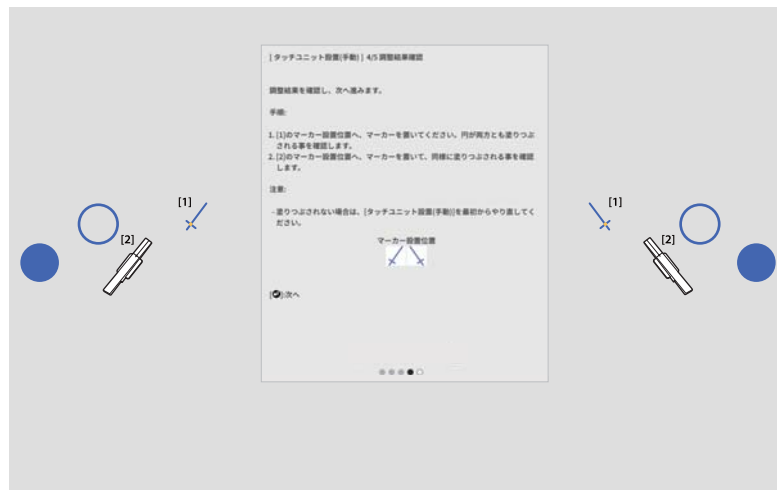 [タッチユニット設置(手動)] 4/5 調整結果確認
調整結果を確認し、次へ進みます。
手順:
1. [1]のマーカー設置位置へ、マーカーを置いてください。円が両方とも塗りつぶ
される事を確認します。
2. [2]のマーカー設置位置へ、マーカーを置いて、同様に塗りつぶされる事を確認
します。
注意:
- 塗りつぶされない場合は、[タッチユニット設置(手動)]を最初からやり直してく
ださい。
マーカー設置位置
[1]
[2]
[1]
[2]
[ ]:次へ